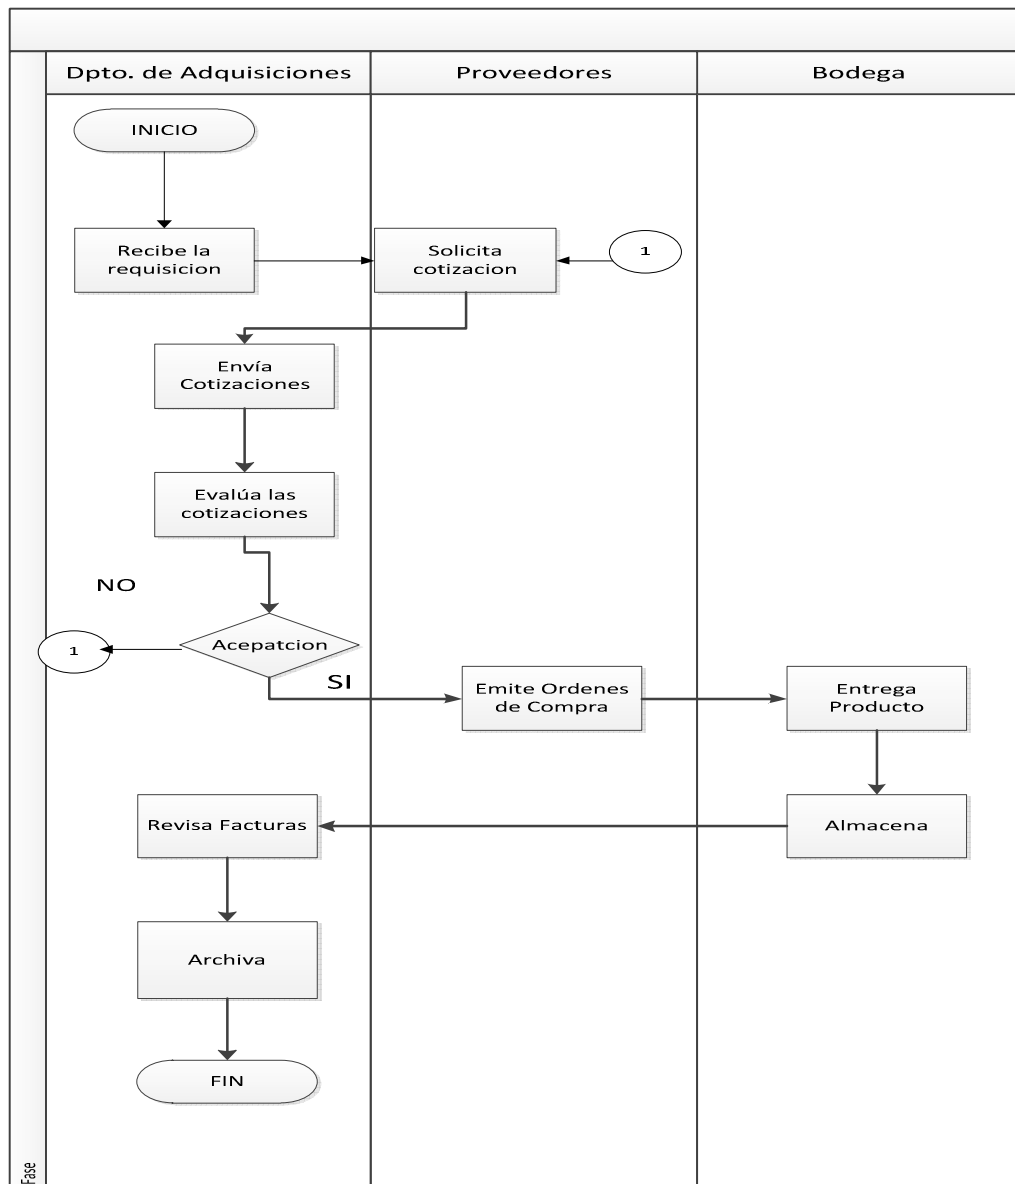 Dpto. de Adquisiciones
Proveedores
Bodega
INICIO
Recibe la
requisicion
Solicita
cotizacion
1
Envía
Cotizaciones
Evalúa las
cotizaciones
NO
Acepatcion
1
SI
Emite Ordenes
de Compra
Entrega
Producto
Revisa Facturas
Almacena
Archiva
FIN
Fase